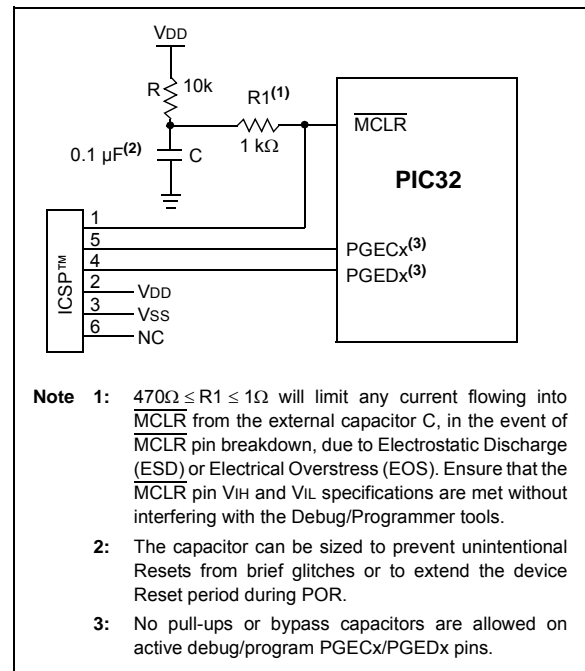 VDD
R 10k
R1(1)
1 kΩ
0.1 µF(2)
C
MCLR
PIC32
PGECx(3)
PGEDx(3)
ICSP™
1
5
4
2 VDD
3 VSS
6 NC
Note 1: 470Ω ≤ R1 ≤ 1Ω will limit any current flowing into
MCLR from the external capacitor C, in the event of
MCLR pin breakdown, due to Electrostatic Discharge
(ESD) or Electrical Overstress (EOS). Ensure that the
MCLR pin VIH and VIL specifications are met without
interfering with the Debug/Programmer tools.
2: The capacitor can be sized to prevent unintentional
Resets from brief glitches or to extend the device
Reset period during POR.
3: No pull-ups or bypass capacitors are allowed on
active debug/program PGECx/PGEDx pins.